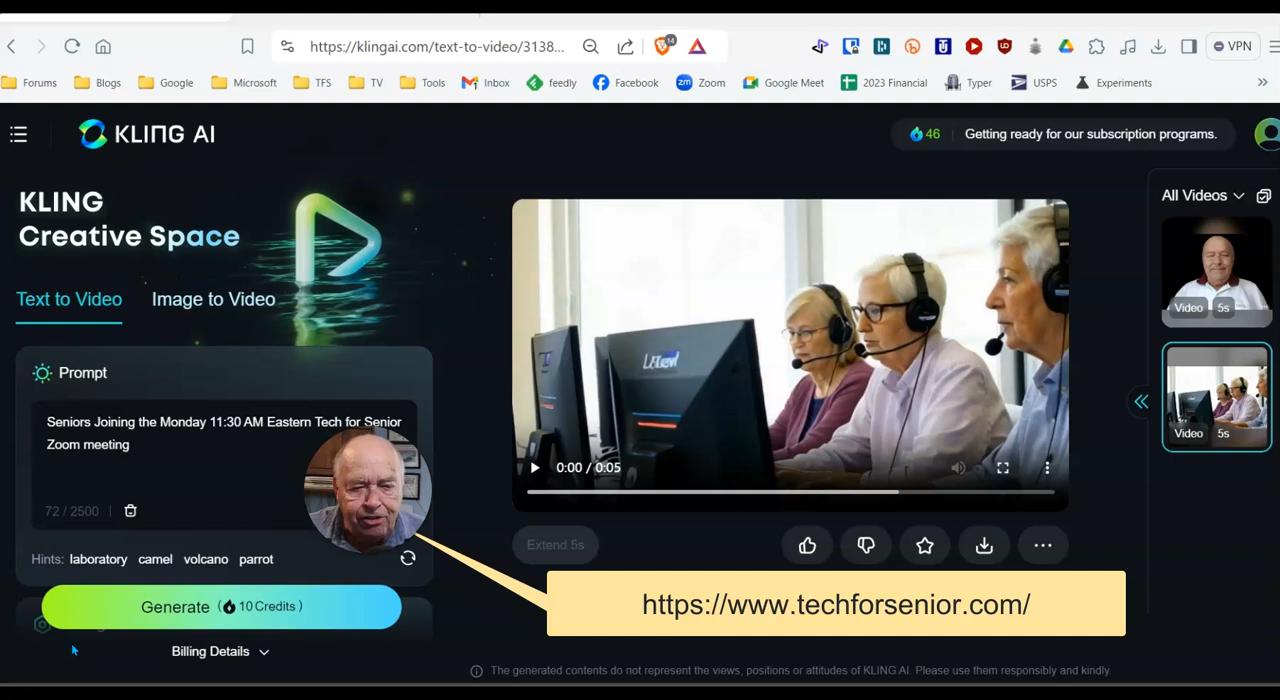 https://klingai.com/text-to-video/3138...
14
VPN
Forums Blogs Google Microsoft TFS TV Tools Inbox feedly Facebook Zoom Google Meet 2023 Financial Typer USPS Experiments
KLING AI
46 Getting ready for our subscription programs.
KLING
Creative Space
Text to Video Image to Video
Prompt
Seniors Joining the Monday 11:30 AM Eastern Tech for Senior
Zoom meeting
72 / 2500
Hints: laboratory camel volcano parrot
Generate ( 10 Credits )
Billing Details
0:00 / 0:05
Extend 5s
All Videos
Video 5s
Video 5s
https://www.techforsenior.com/
The generated contents do not represent the views, positions or attitudes of KLING AI. Please use them responsibly and kindly.